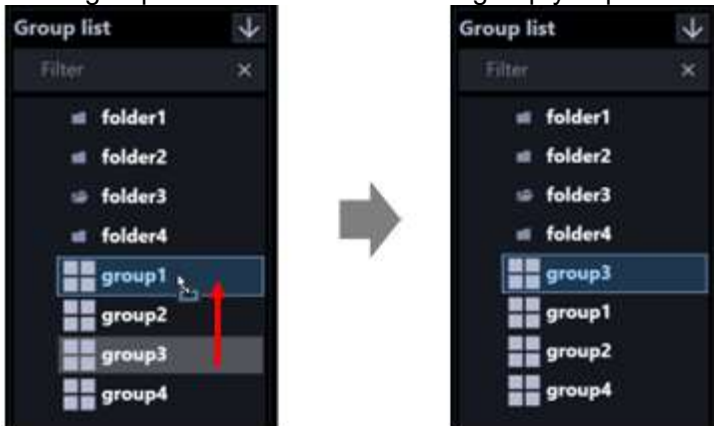 Group list
Filter
folder1
folder2
folder3
folder4
group1
group2
group3
group4
Group list
Filter
folder1
folder2
folder3
folder4
group3
group1
group2
group4